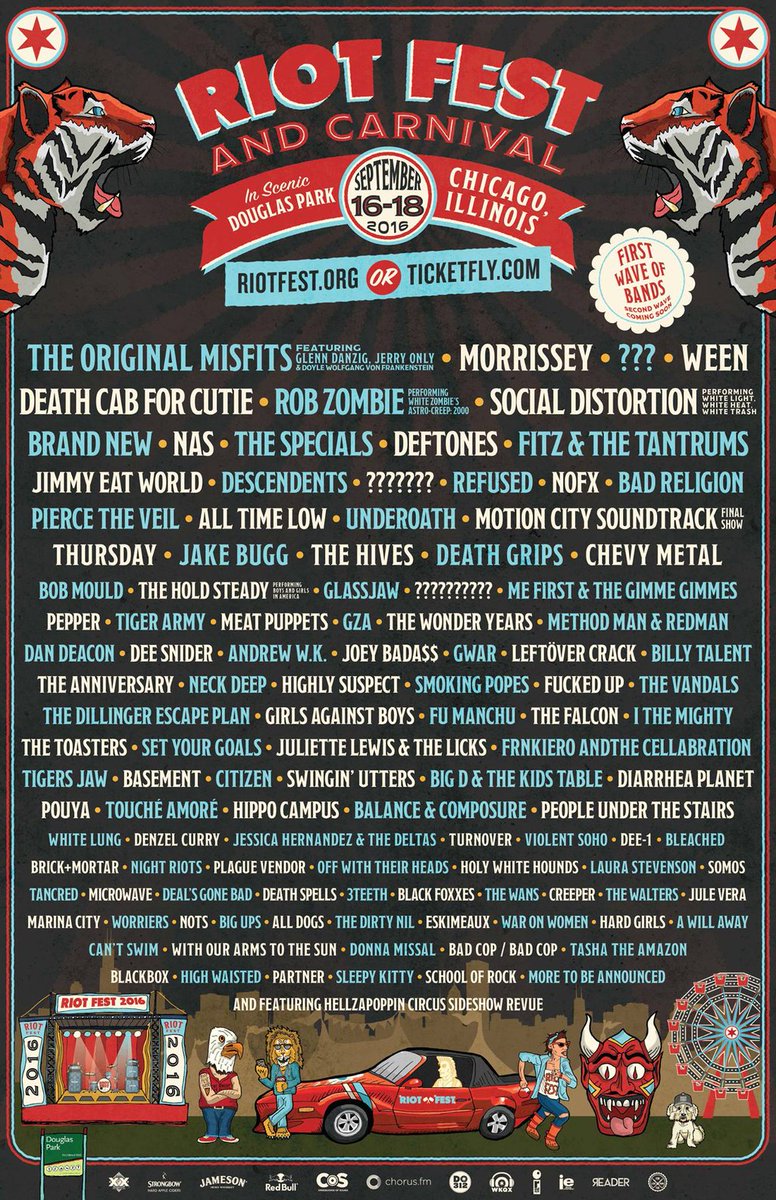 RIOT FEST
AND CARNIVAL
In Scenic
DOUGLAS PARK
SEPTEMBER
16-18
2016
CHICAGO,
ILLINOIS
RIOTFEST.ORG OR TICKETFLY.COM
FIRST
WAVE OF
BANDS
SECOND WAVE
COMING SOON
THE ORIGINAL MISFITS FEATURING GLENN DANZIG, JERRY ONLY & DOYLE WOLFGANG VON FRANKENSTEIN • MORRISSEY • ??? • WEEN
DEATH CAB FOR CUTIE • ROB ZOMBIE PERFORMING WHITE ZOMBIE'S ASTRO-CREEP: 2000 • SOCIAL DISTORTION PERFORMING WHITE LIGHT, WHITE HEAT, WHITE TRASH
BRAND NEW • NAS • THE SPECIALS • DEFTONES • FITZ & THE TANTRUMS
JIMMY EAT WORLD • DESCENDENTS • ??????? • REFUSED • NOFX • BAD RELIGION
PIERCE THE VEIL • ALL TIME LOW • UNDEROATH • MOTION CITY SOUNDTRACK FINAL SHOW
THURSDAY • JAKE BUGG • THE HIVES • DEATH GRIPS • CHEVY METAL
BOB MOULD • THE HOLD STEADY PERFORMING BOYS AND GIRLS IN AMERICA • GLASSJAW • ?????????? • ME FIRST & THE GIMME GIMMES
PEPPER • TIGER ARMY • MEAT PUPPETS • GZA • THE WONDER YEARS • METHOD MAN & REDMAN
DAN DEACON • DEE SNIDER • ANDREW W.K. • JOEY BADA$$ • GWAR • LEFTÖVER CRACK • BILLY TALENT
THE ANNIVERSARY • NECK DEEP • HIGHLY SUSPECT • SMOKING POPES • FUCKED UP • THE VANDALS
THE DILLINGER ESCAPE PLAN • GIRLS AGAINST BOYS • FU MANCHU • THE FALCON • I THE MIGHTY
THE TOASTERS • SET YOUR GOALS • JULIETTE LEWIS & THE LICKS • FRNKIERO ANDTHE CELLABRATION
TIGERS JAW • BASEMENT • CITIZEN • SWINGIN' UTTERS • BIG D & THE KIDS TABLE • DIARRHEA PLANET
POUYA • TOUCHÉ AMORÉ • HIPPO CAMPUS • BALANCE & COMPOSURE • PEOPLE UNDER THE STAIRS
WHITE LUNG • DENZEL CURRY • JESSICA HERNANDEZ & THE DELTAS • TURNOVER • VIOLENT SOHO • DEE-1 • BLEACHED
BRICK+MORTAR • NIGHT RIOTS • PLAGUE VENDOR • OFF WITH THEIR HEADS • HOLY WHITE HOUNDS • LAURA STEVENSON • SOMOS
TANCRED • MICROWAVE • DEAL'S GONE BAD • DEATH SPELLS • 3TEETH • BLACK FOXXES • THE WANS • CREEPER • THE WALTERS • JULE VERA
MARINA CITY • WORRIERS • NOTS • BIG UPS • ALL DOGS • THE DIRTY NIL • ESKIMEAUX • WAR ON WOMEN • HARD GIRLS • A WILL AWAY
CAN'T SWIM • WITH OUR ARMS TO THE SUN • DONNA MISSAL • BAD COP / BAD COP • TASHA THE AMAZON
BLACKBOX • HIGH WAISTED • PARTNER • SLEEPY KITTY • SCHOOL OF ROCK • MORE TO BE ANNOUNCED
AND FEATURING HELLZAPOPPIN CIRCUS SIDESHOW REVUE
RIOT FEST 2016
RIOT FEST
2016
RIOT FEST
2016
RIOT FEST
Douglas
Park
STRONGBOW
HARD APPLE CIDERS
JAMESON
Red Bull
COS
chorus.fm
DO
312
WKQX
READER